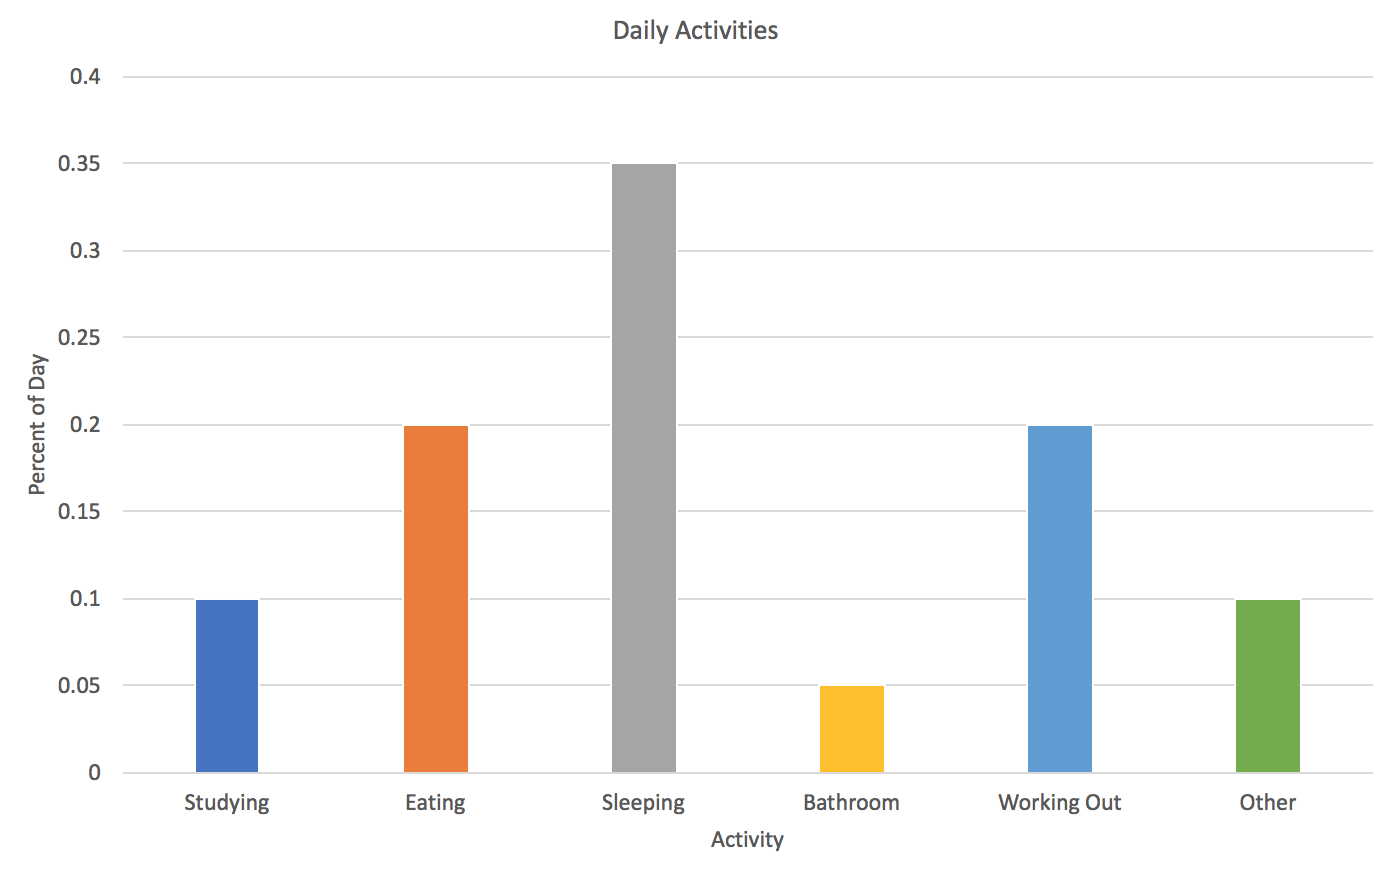 Daily Activities
0.4
0.35
0.3
0.25
0.2
0.15
0.1
0.05
0
Percent of Day
Studying Eating Sleeping Bathroom Working Out Other
Activity